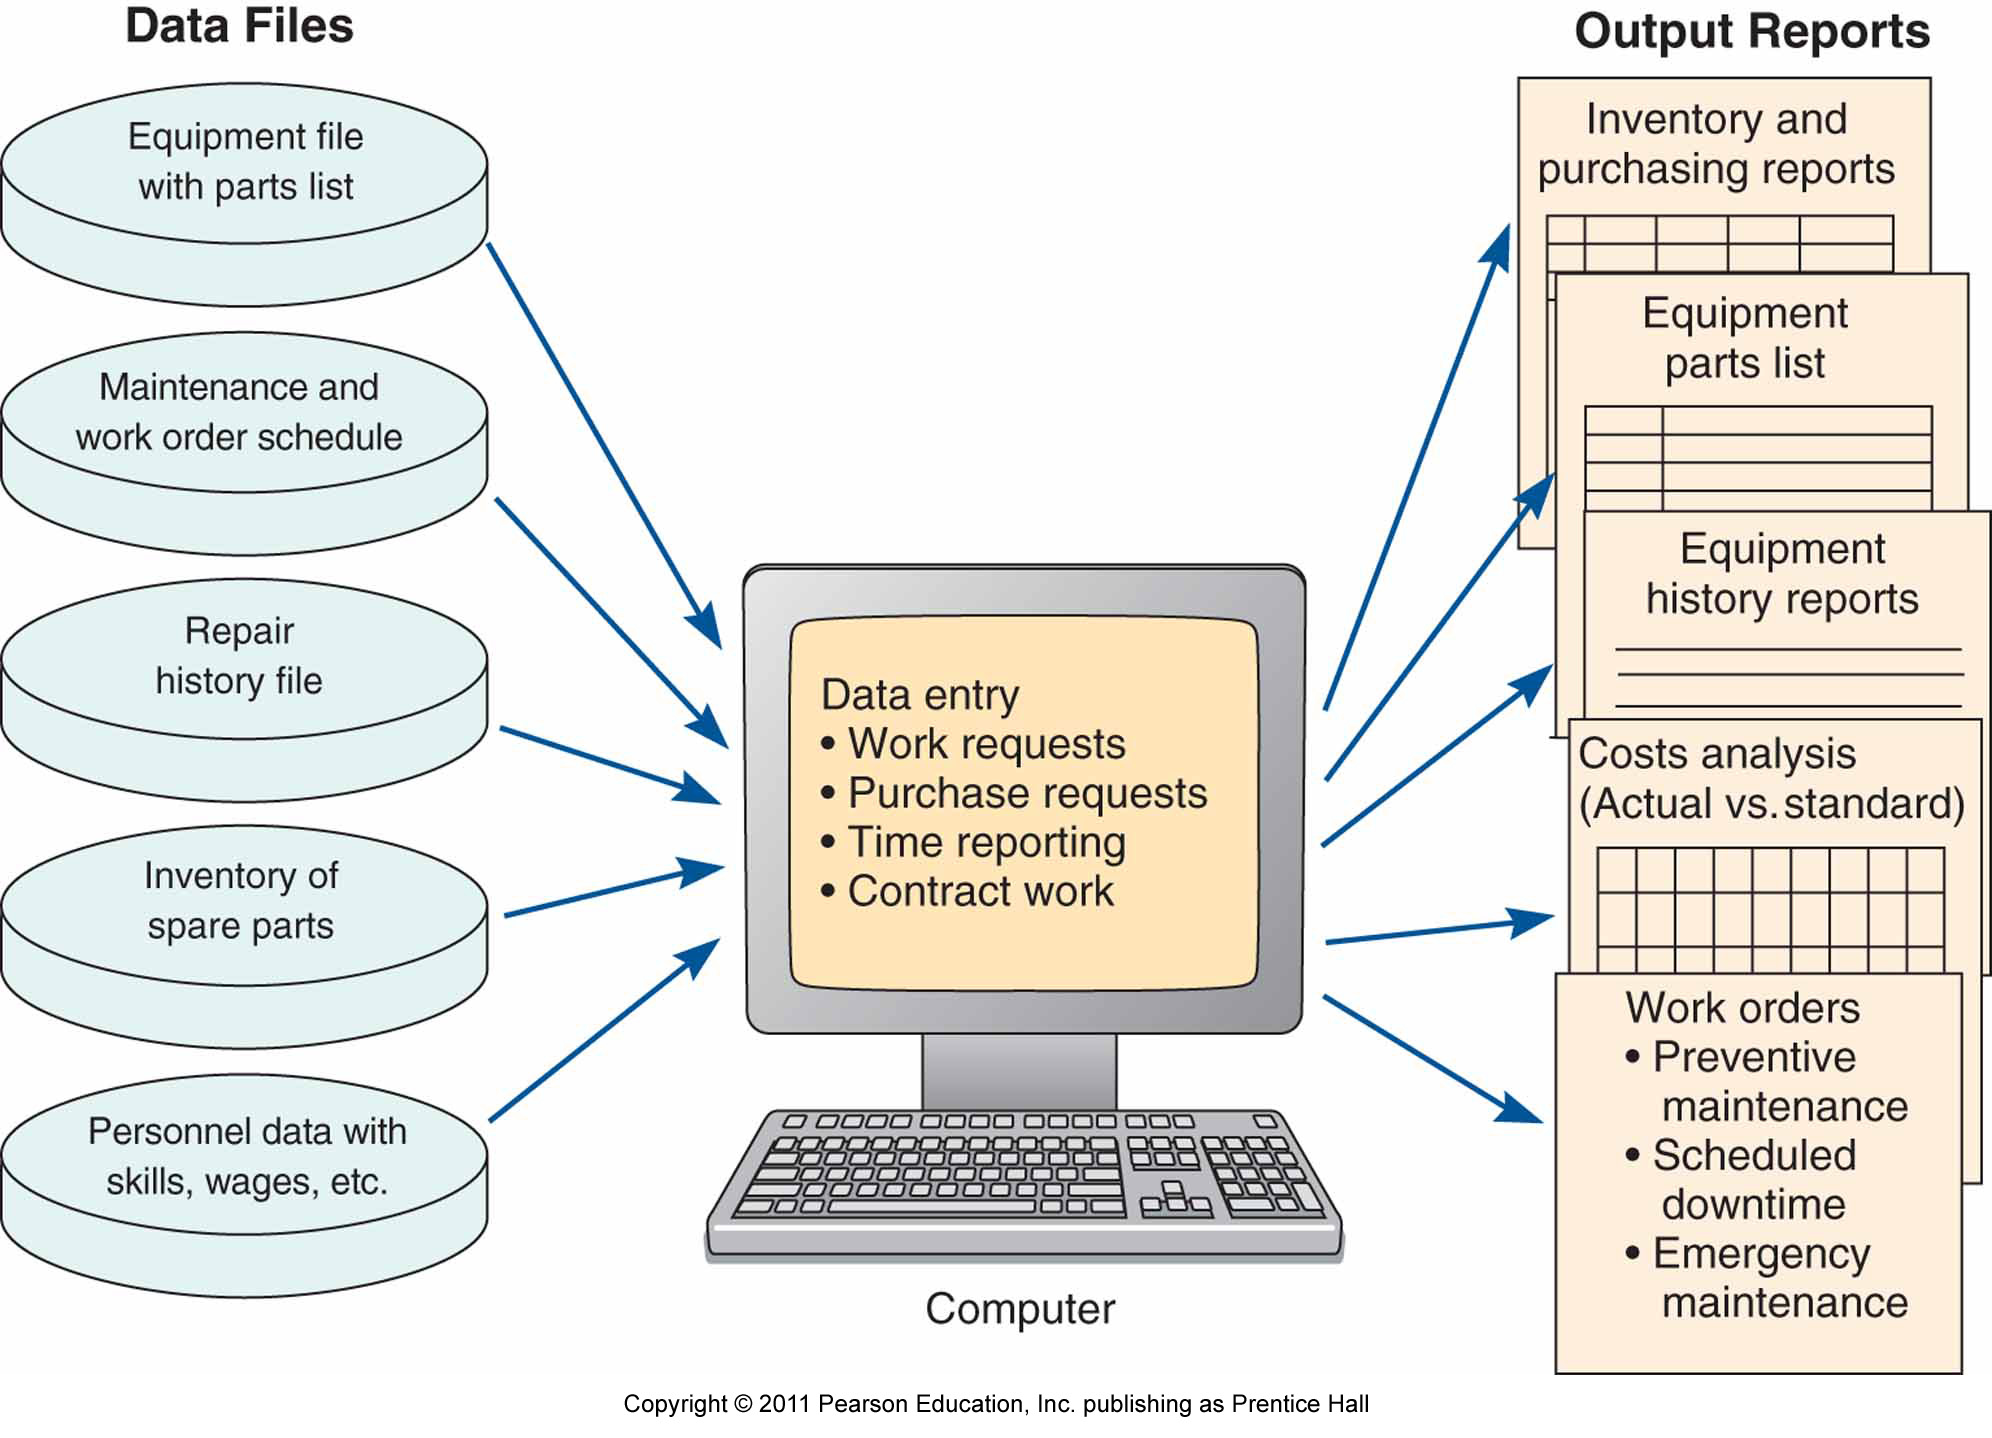 Data Files
Equipment file
with parts list
Maintenance and
work order schedule
Repair
history file
Inventory of
spare parts
Personnel data with
skills, wages, etc.
Data entry
• Work requests
• Purchase requests
• Time reporting
• Contract work
Computer
Output Reports
Inventory and
purchasing reports
Equipment
parts list
Equipment
history reports
Costs analysis
(Actual vs. standard)
Work orders
• Preventive
maintenance
• Scheduled
downtime
• Emergency
maintenance
Copyright © 2011 Pearson Education, Inc. publishing as Prentice Hall